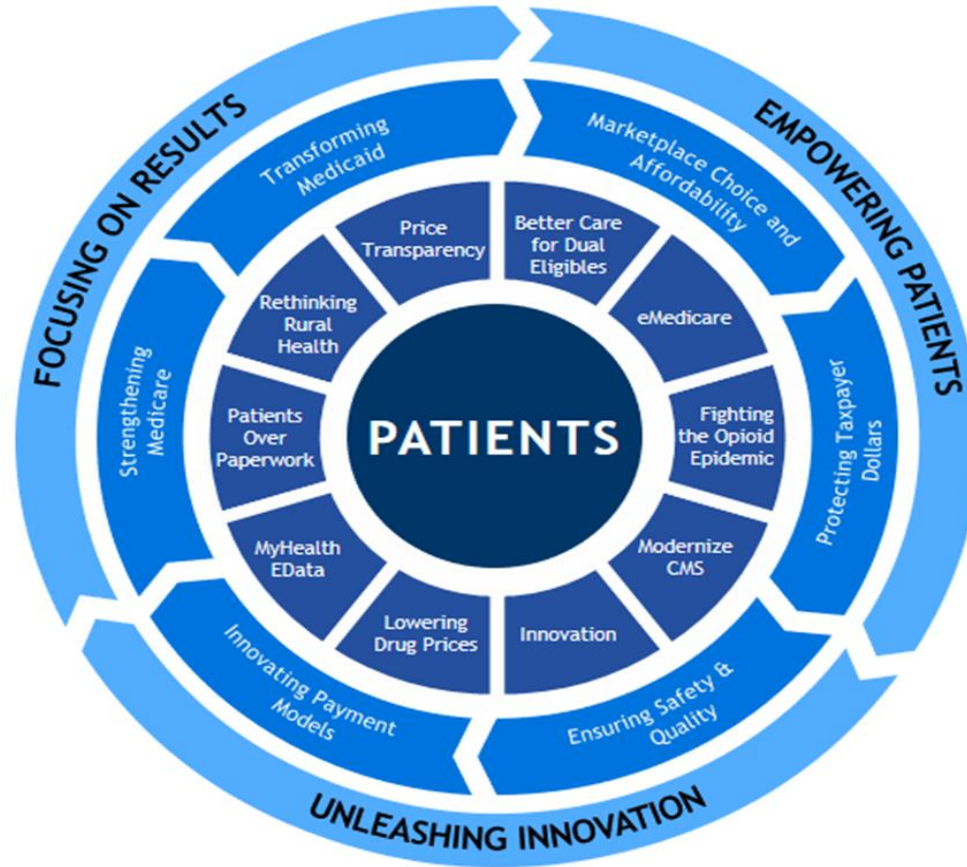 FOCUSING ON RESULTS
EMPOWERING PATIENTS
UNLEASHING INNOVATION
Transforming
Medicaid
Marketplace Choice and
Affordability
Protecting Taxpayer
Dollars
Ensuring Safety &
Quality
Innovating Payment
Models
Strengthening
Medicare
Price
Transparency
Better Care
for Dual
Eligibles
eMedicare
Fighting
the Opioid
Epidemic
Modernize
CMS
Innovation
Lowering
Drug Prices
MyHealth
EData
Patients
Over
Paperwork
Rethinking
Rural
Health
PATIENTS